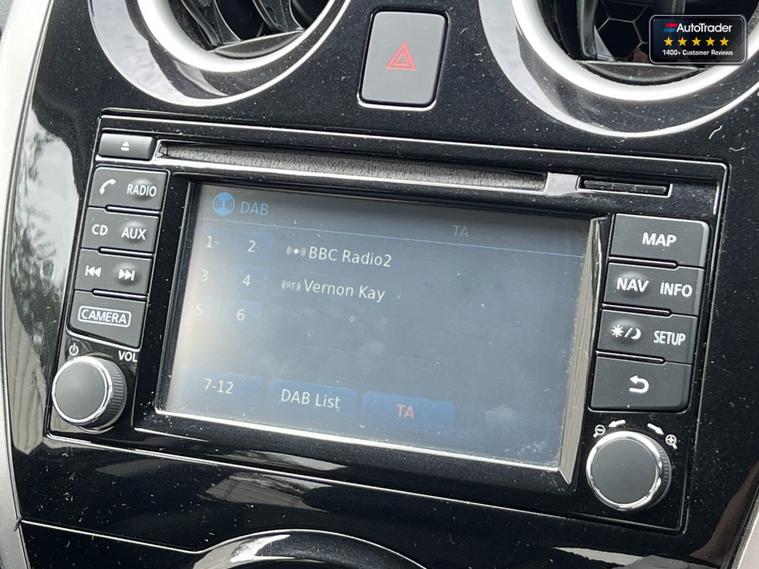 AutoTrader
1400+ Customer Reviews
RADIO
CD AUX
CAMERA
VOL
DAB
TA
1 2 BBC Radio2
3 4 (RT) Vernon Kay
5 6
7-12 DAB List TA
MAP
NAV INFO
SETUP